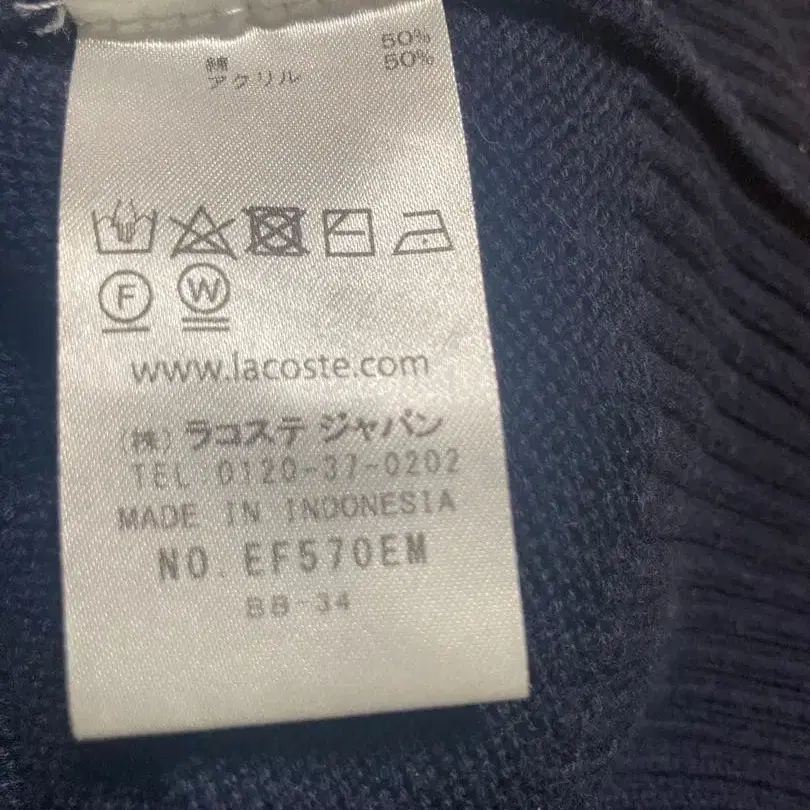 綿 50%
アクリル 50%
F W
www.lacoste.com
(株) ラコステ ジャパン
TEL 0120-37-0202
MADE IN INDONESIA
NO. EF570EM
BB-34